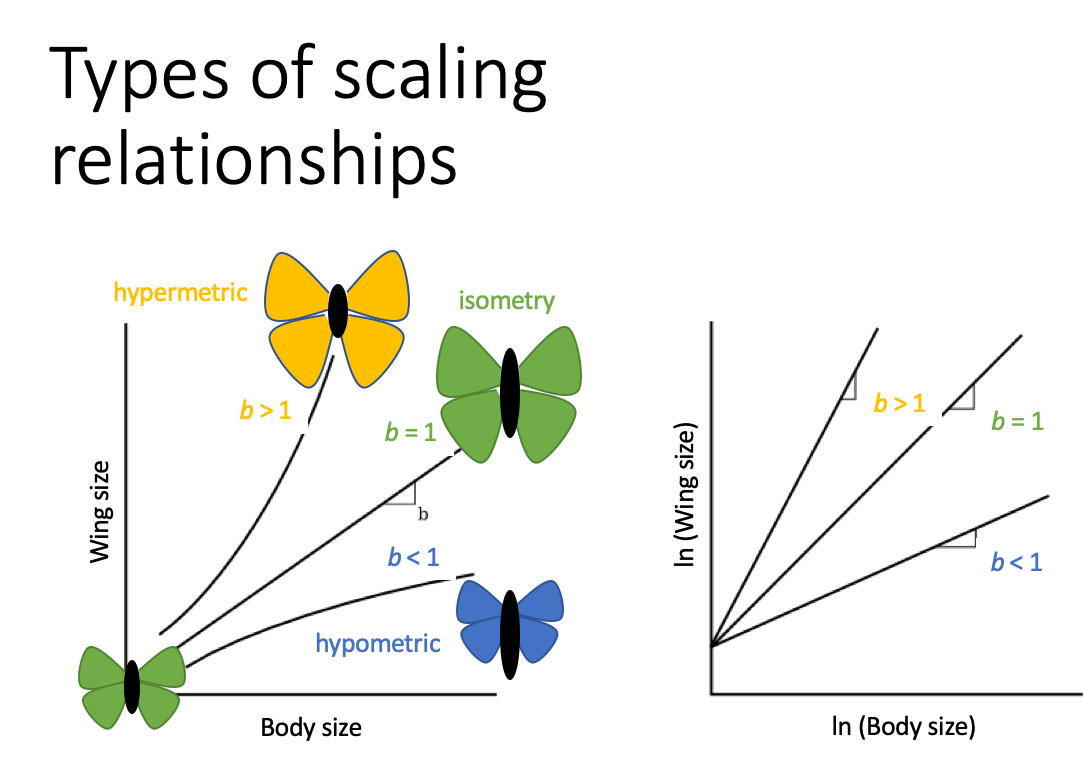 Types of scaling
relationships
hypermetric
isometry
b > 1
b = 1
b
b < 1
hypometric
Wing size
Body size
ln (Wing size)
b > 1
b = 1
b < 1
ln (Body size)